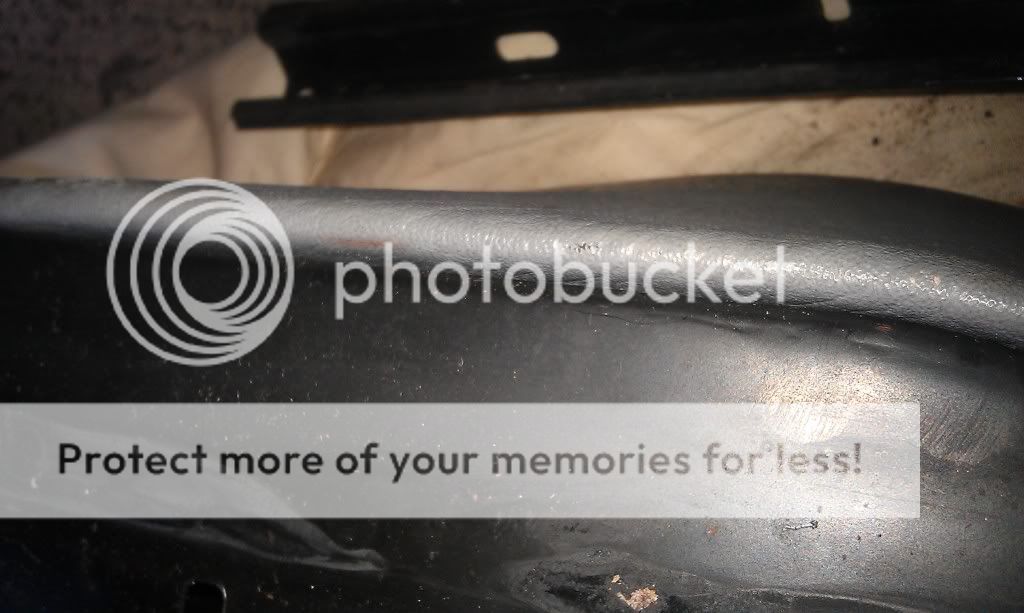 photobucket
Protect more of your memories for less!